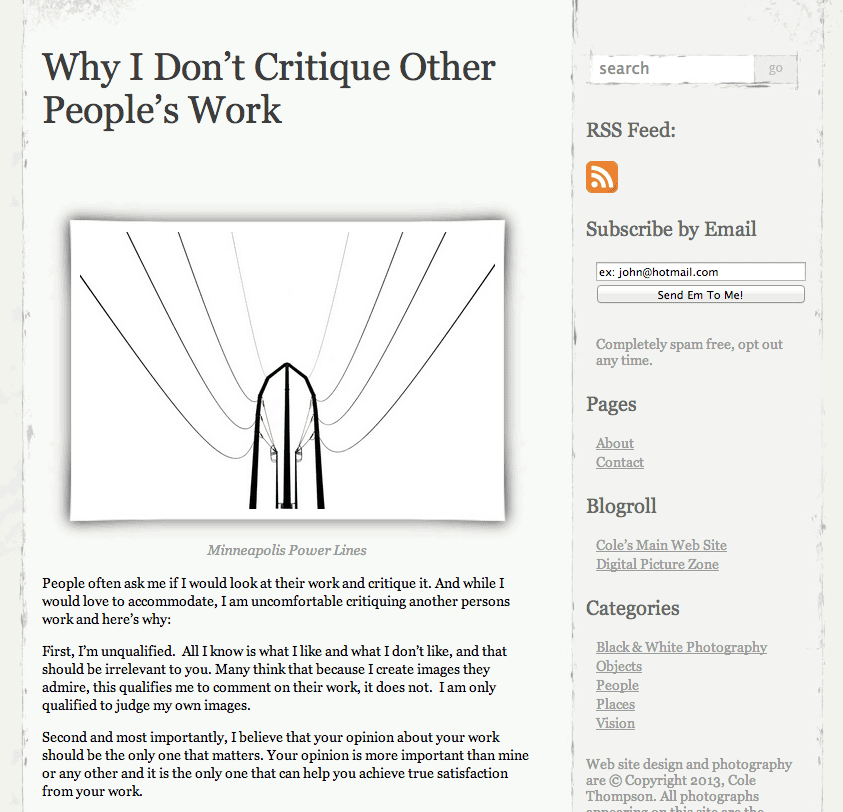 Why I Don’t Critique Other
People’s Work
Minneapolis Power Lines
People often ask me if I would look at their work and critique it. And while I
would love to accommodate, I am uncomfortable critiquing another persons
work and here’s why:
First, I’m unqualified.  All I know is what I like and what I don’t like, and that
should be irrelevant to you. Many think that because I create images they
admire, this qualifies me to comment on their work, it does not.  I am only
qualified to judge my own images.
Second and most importantly, I believe that your opinion about your work
should be the only one that matters. Your opinion is more important than mine
or any other and it is the only one that can help you achieve true satisfaction
from your work.
search
go
RSS Feed:
Subscribe by Email
ex: john@hotmail.com
Send Em To Me!
Completely spam free, opt out
any time.
Pages
About
Contact
Blogroll
Cole’s Main Web Site
Digital Picture Zone
Categories
Black & White Photography
Objects
People
Places
Vision
Web site design and photography
are © Copyright 2013, Cole
Thompson. All photographs
appearing on this site are the